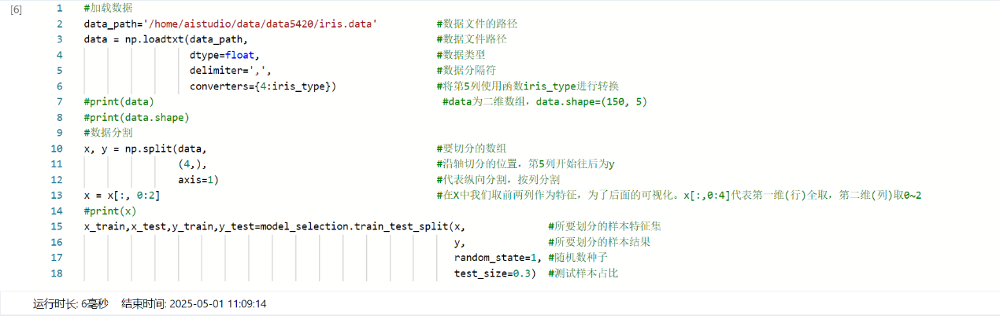 [6]
1 #加载数据
2 data_path='/home/aistudio/data/data5420/iris.data' #数据文件的路径
3 data = np.loadtxt(data_path, #数据文件路径
4 dtype=float, #数据类型
5 delimiter=',', #数据分隔符
6 converters={4:iris_type}) #将第5列使用函数iris_type进行转换
7 #print(data) #data为二维数组，data.shape=(150, 5)
8 #print(data.shape)
9 #数据分割
10 x, y = np.split(data, #要切分的数组
11 (4,), #沿轴切分的位置，第5列开始往后为y
12 axis=1) #代表纵向分割，按列分割
13 x = x[:, 0:2] #在X中我们取前两列作为特征，为了后面的可视化。x[:,0:4]代表第一维(行)全取，第二维(列)取0~2
14 #print(x)
15 x_train,x_test,y_train,y_test=model_selection.train_test_split(x, #所要划分的样本特征集
16 y, #所要划分的样本结果
17 random_state=1, #随机数种子
18 test_size=0.3) #测试样本占比
运行时长: 6毫秒 结束时间: 2025-05-01 11:09:14